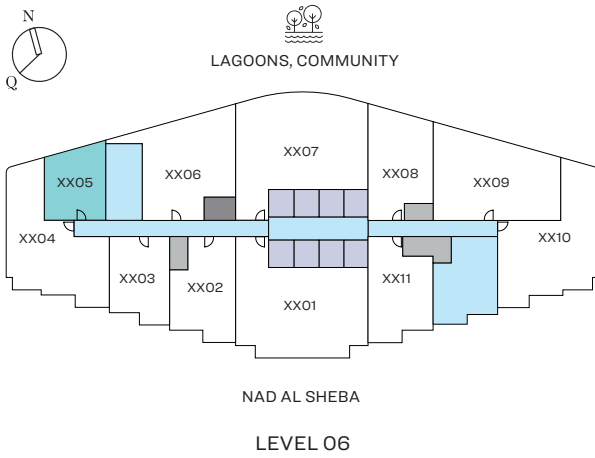 N
Q
LAGOONS, COMMUNITY
XX07
XX06
XX08
XX05
XX09
XX04
XX10
XX03
XX02
XX11
XX01
NAD AL SHEBA
LEVEL 06